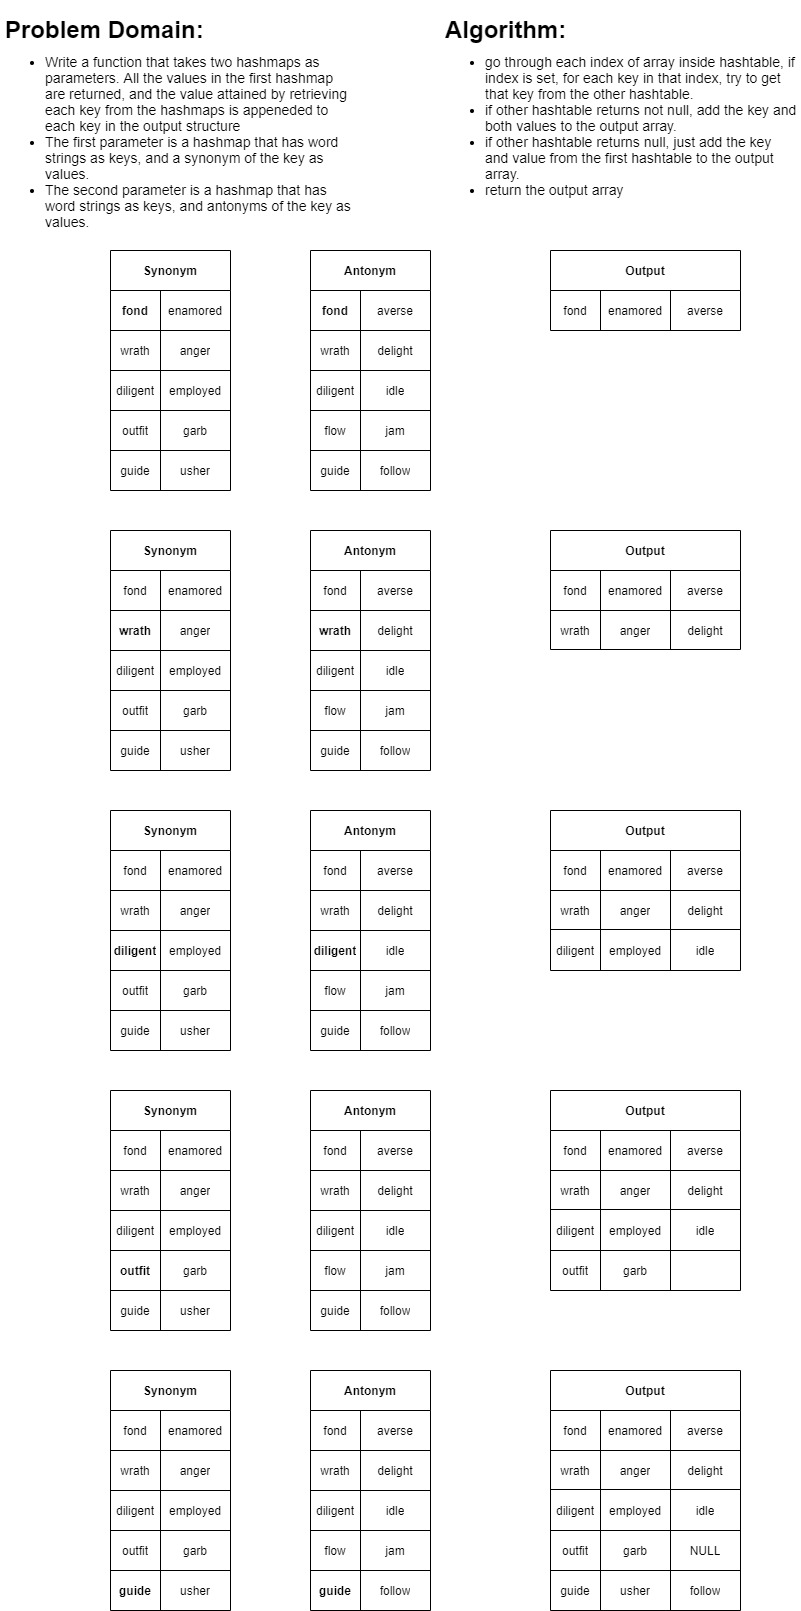 Problem Domain:
Write a function that takes two hashmaps as
parameters. All the values in the first hashmap
are returned, and the value attained by retrieving
each key from the hashmaps is appeneded to
each key in the output structure
The first parameter is a hashmap that has word
strings as keys, and a synonym of the key as
values.
The second parameter is a hashmap that has
word strings as keys, and antonyms of the key as
values.
Algorithm:
go through each index of array inside hashtable, if
index is set, for each key in that index, try to get
that key from the other hashtable.
if other hashtable returns not null, add the key and
both values to the output array.
if other hashtable returns null, just add the key
and value from the first hashtable to the output
array.
return the output array
Synonym
fond enamored
wrath anger
diligent employed
outfit garb
guide usher
Antonym
fond averse
wrath delight
diligent idle
flow jam
guide follow
Output
fond enamored averse
Synonym
fond enamored
wrath anger
diligent employed
outfit garb
guide usher
Antonym
fond averse
wrath delight
diligent idle
flow jam
guide follow
Output
fond enamored averse
wrath anger delight
Synonym
fond enamored
wrath anger
diligent employed
outfit garb
guide usher
Antonym
fond averse
wrath delight
diligent idle
flow jam
guide follow
Output
fond enamored averse
wrath anger delight
diligent employed idle
Synonym
fond enamored
wrath anger
diligent employed
outfit garb
guide usher
Antonym
fond averse
wrath delight
diligent idle
flow jam
guide follow
Output
fond enamored averse
wrath anger delight
diligent employed idle
outfit garb
Synonym
fond enamored
wrath anger
diligent employed
outfit garb
guide usher
Antonym
fond averse
wrath delight
diligent idle
flow jam
guide follow
Output
fond enamored averse
wrath anger delight
diligent employed idle
outfit garb NULL
guide usher follow